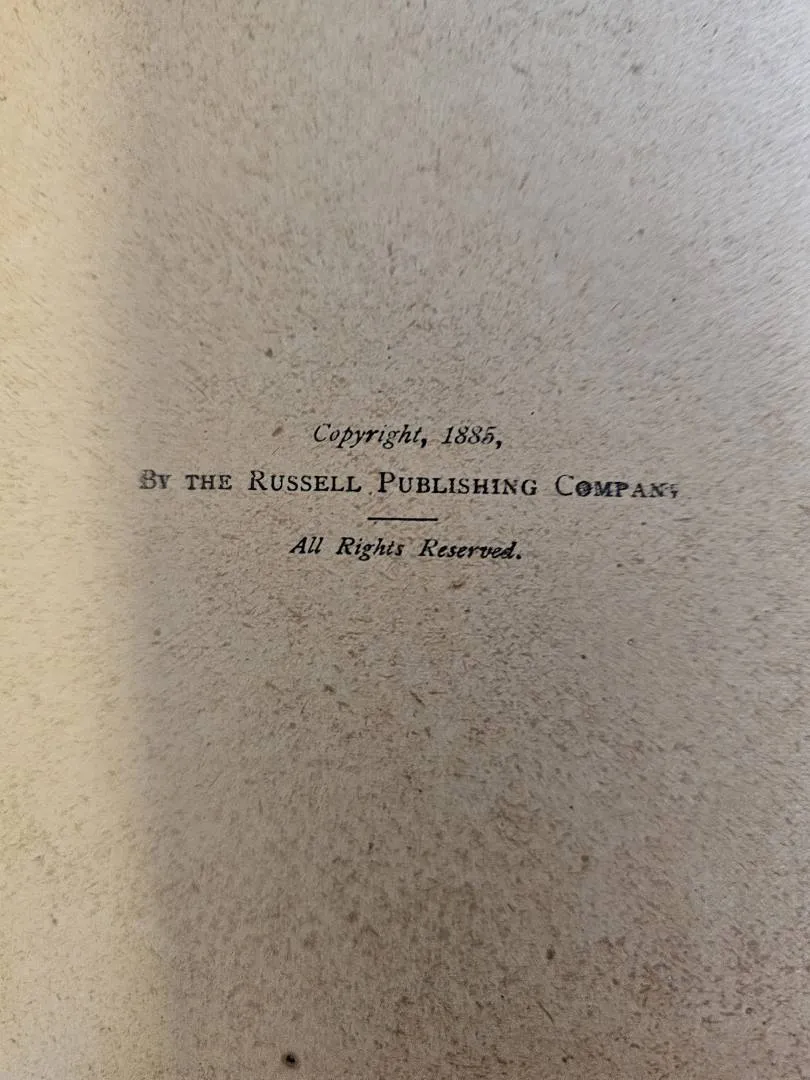 Copyright, 1885,
By the Russell Publishing Company
All Rights Reserved.